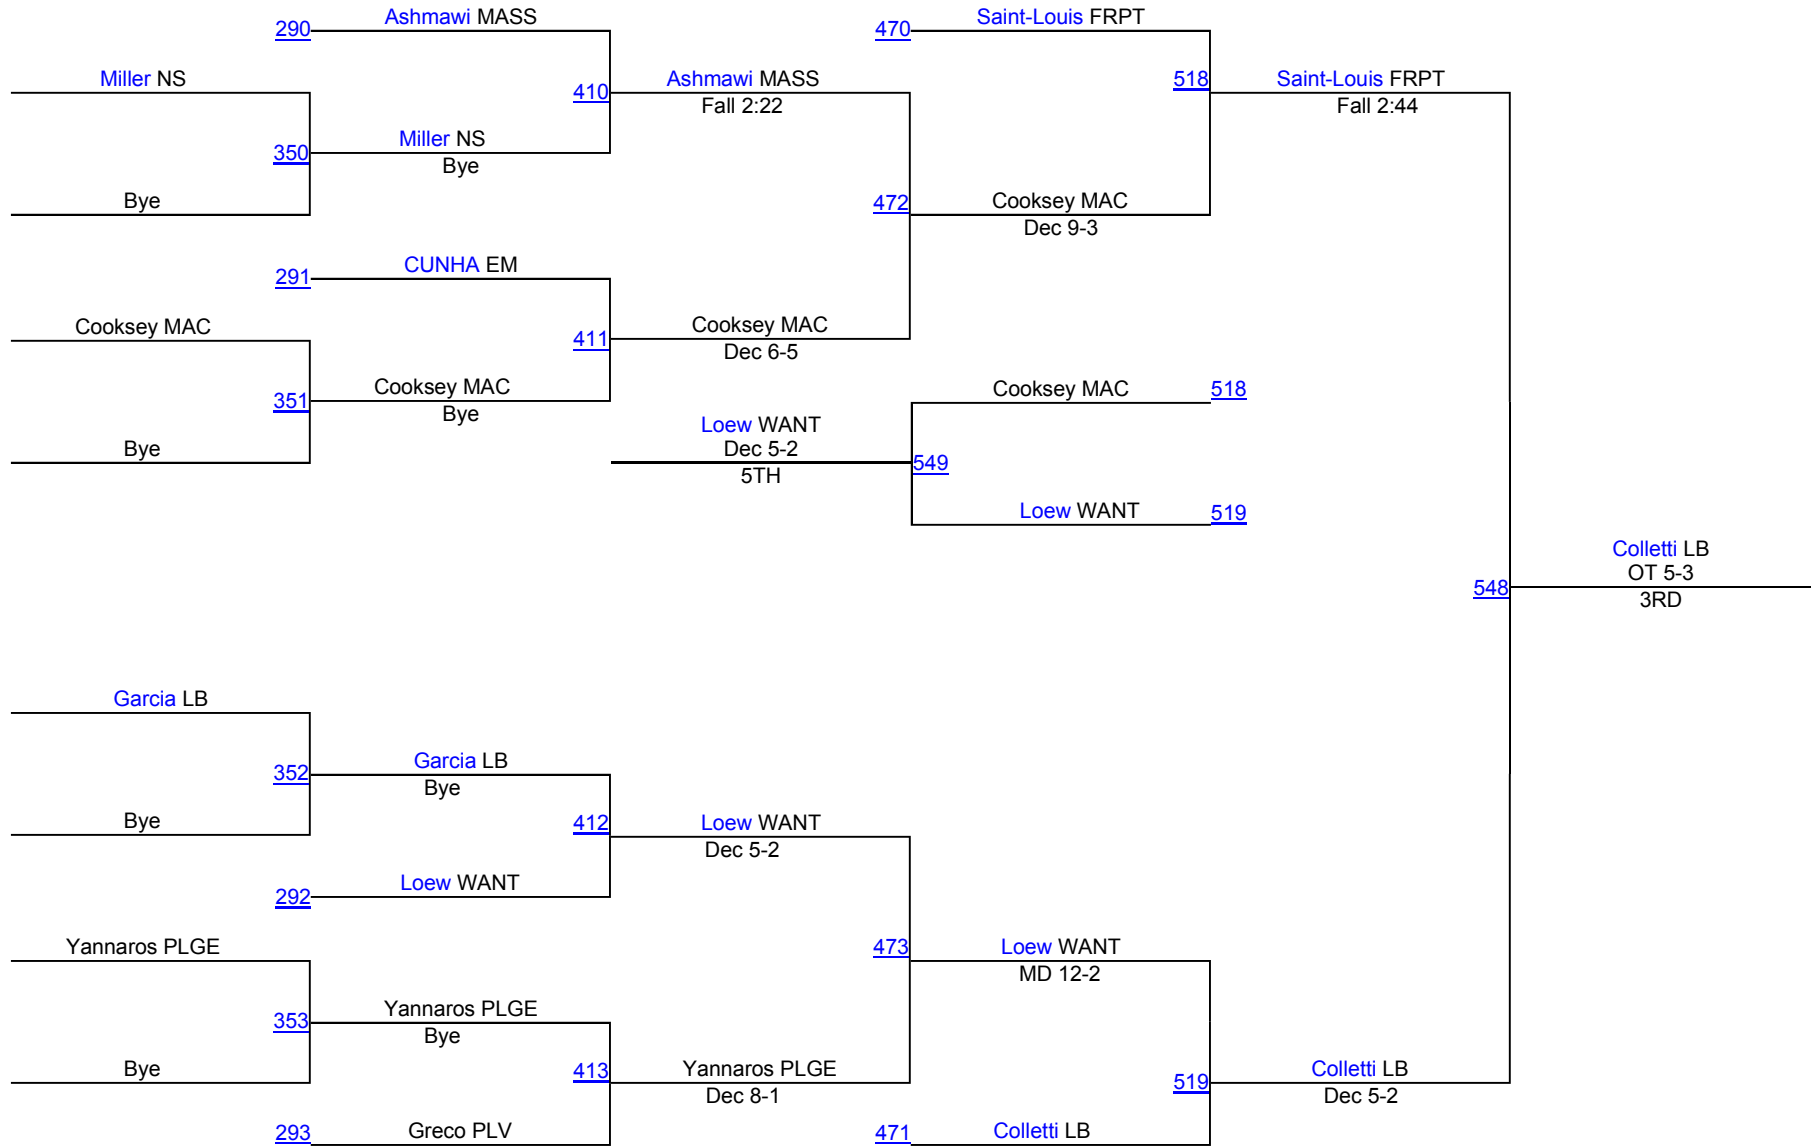 Ashmawi MASS
Saint-Louis FRPT
290
470
Miller NS
410
Ashmawi MASS
518
Saint-Louis FRPT
Fall 2:22
Fall 2:44
350
Miller NS
Bye
Bye
472
Cooksey MAC
Dec 9-3
291
CUNHA EM
Cooksey MAC
411
Cooksey MAC
Dec 6-5
351
Cooksey MAC
Bye
Cooksey MAC
518
Bye
Loew WANT
Dec 5-2
5TH
549
Loew WANT
519
Colletti LB
OT 5-3
548
3RD
Garcia LB
352
Garcia LB
Bye
Bye
412
Loew WANT
Dec 5-2
292
Loew WANT
Yannaros PLGE
473
Loew WANT
MD 12-2
353
Yannaros PLGE
Bye
Bye
413
Yannaros PLGE
Dec 8-1
519
Colletti LB
Dec 5-2
293
Greco PLV
471
Colletti LB